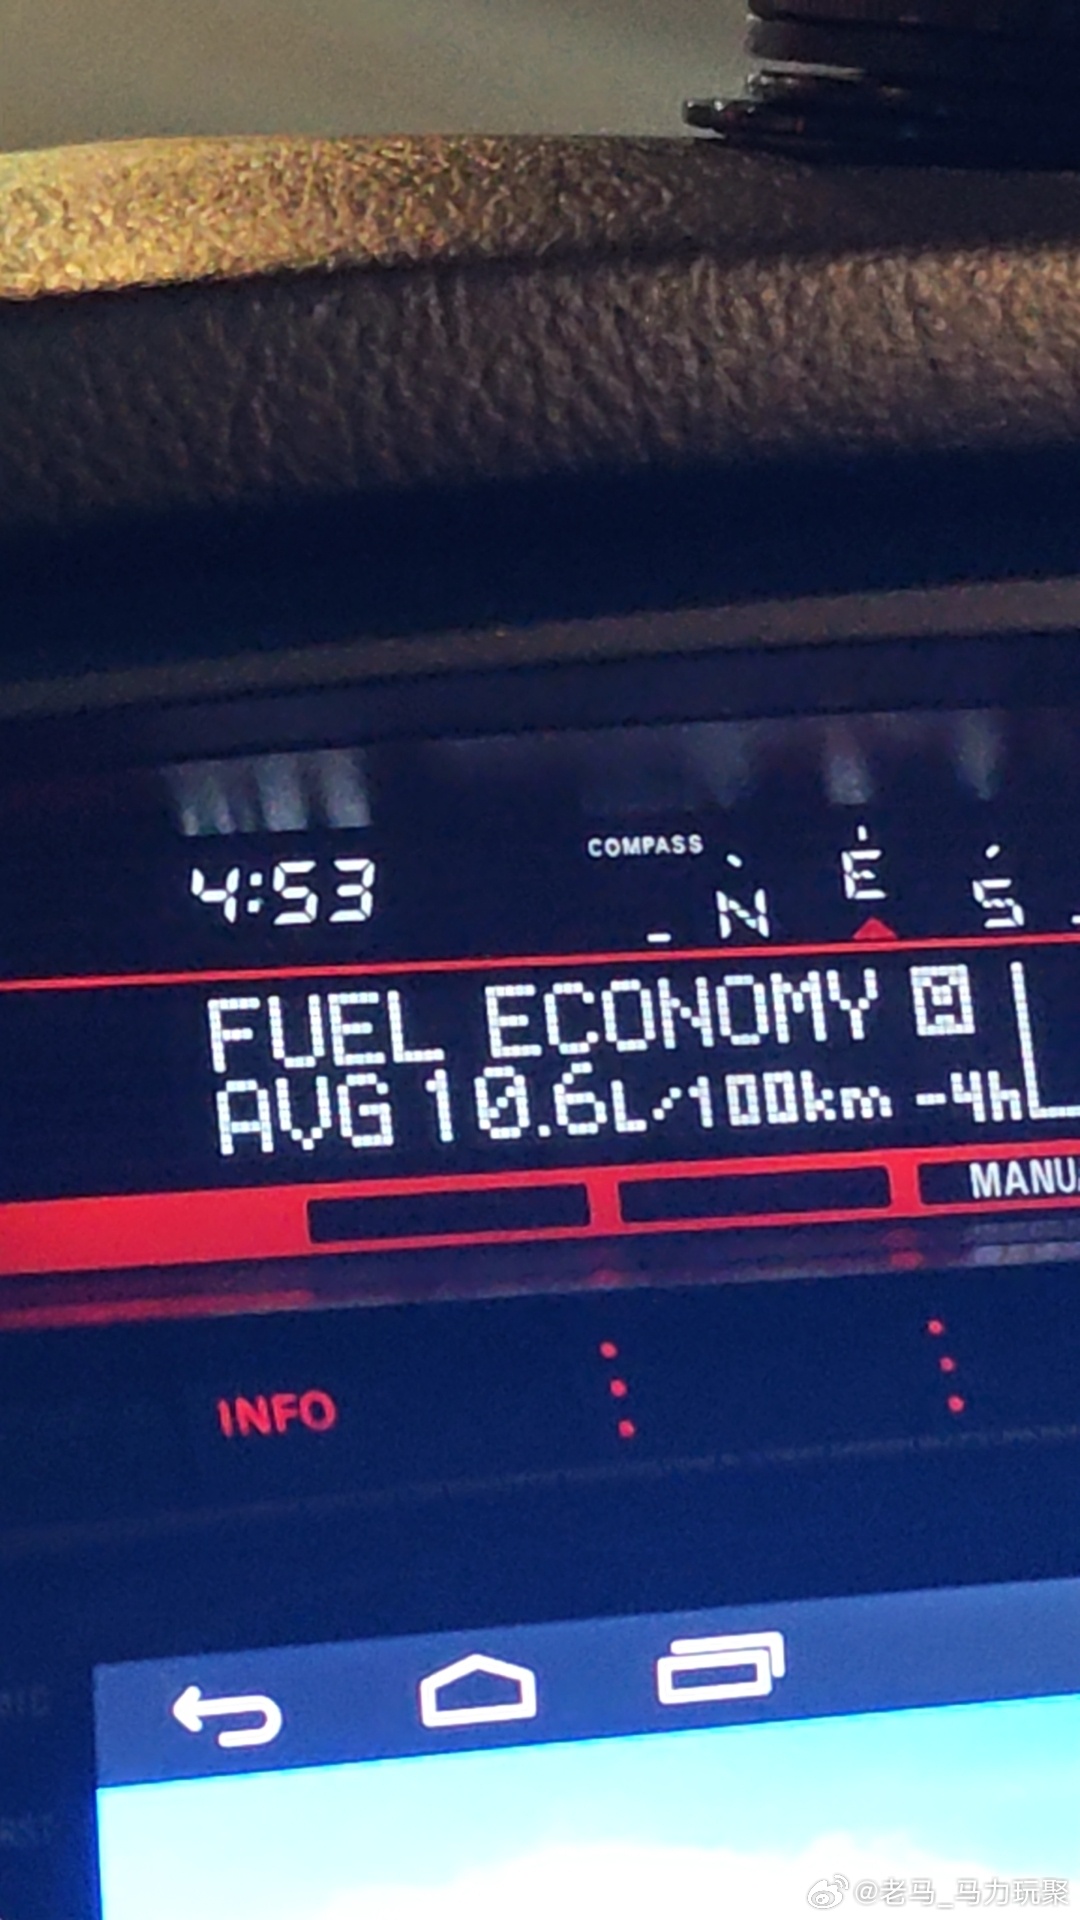 4:53
COMPASS
N E S
FUEL ECONOMY
AVG 10.6L/100km -4h
INFO
@老马_马力玩聚